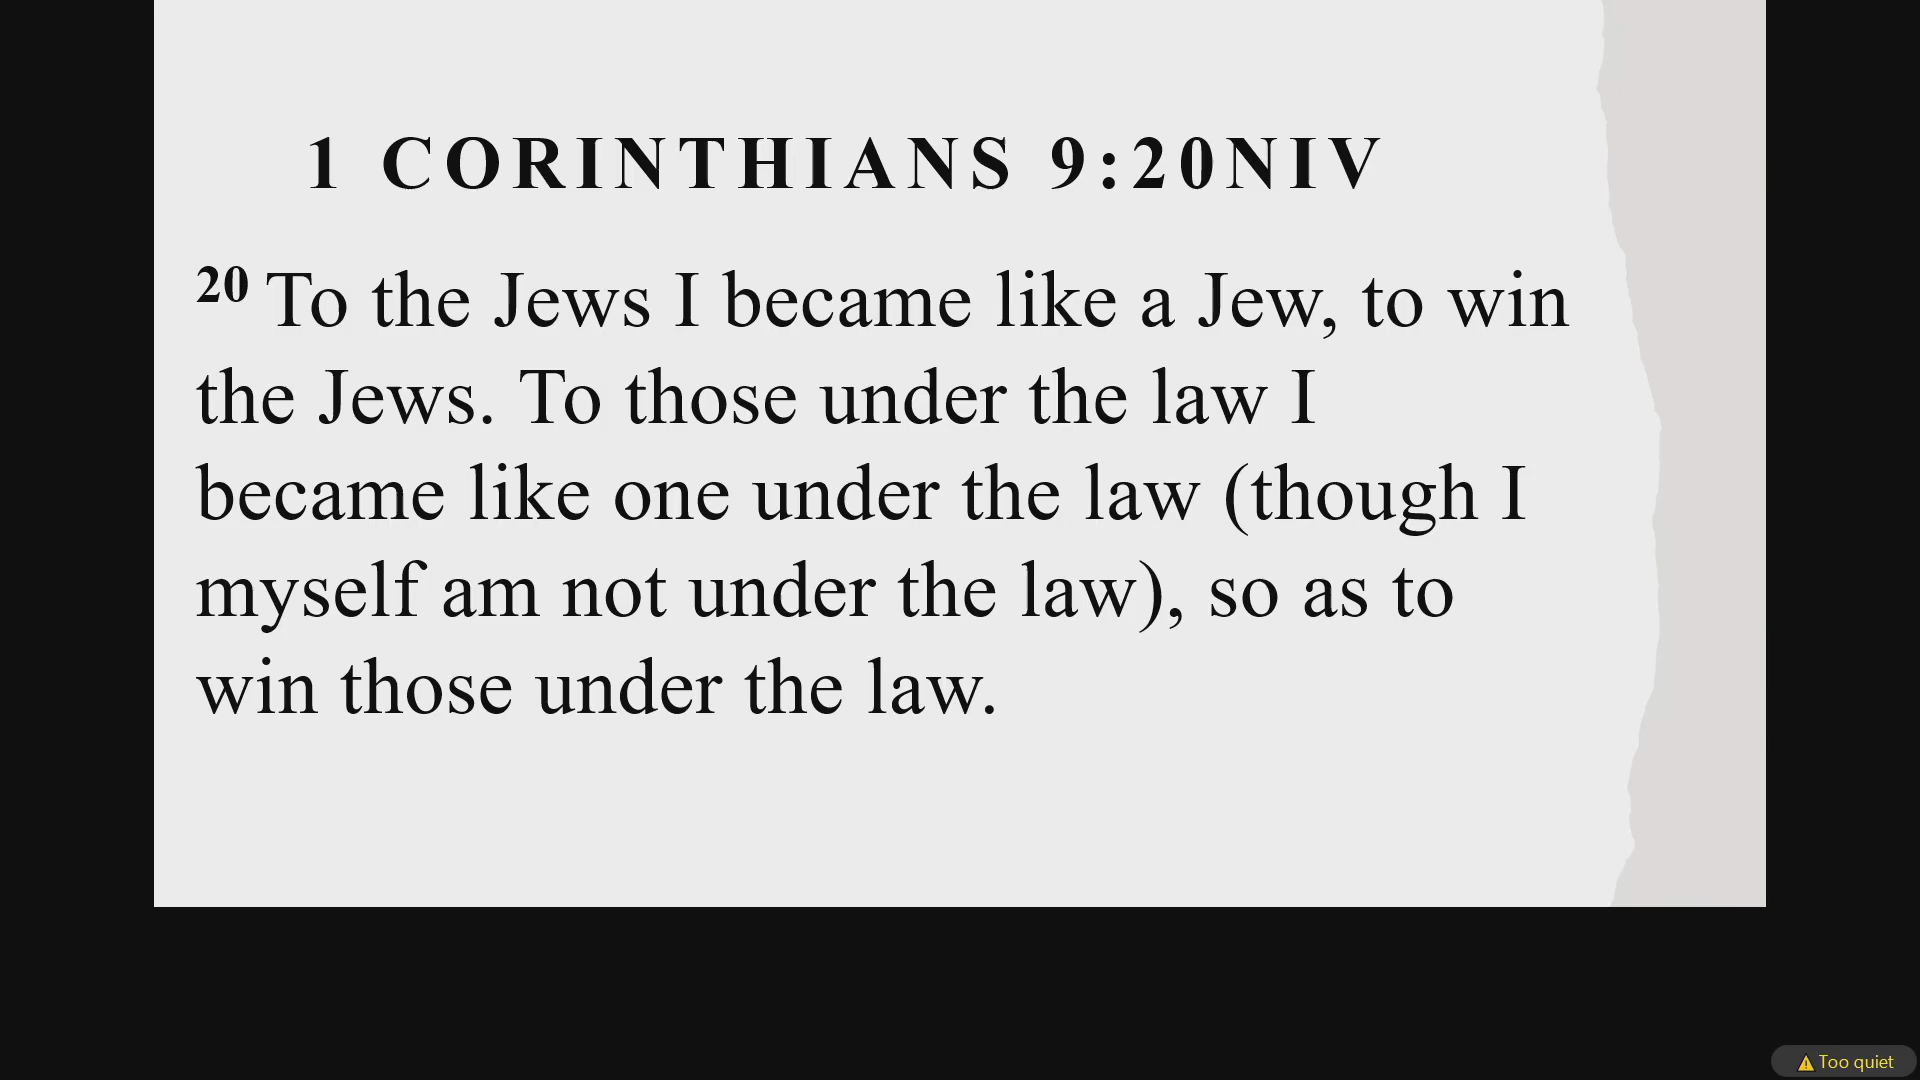 1 CORINTHIANS 9:20NIV
20 To the Jews I became like a Jew, to win
the Jews. To those under the law I
became like one under the law (though I
myself am not under the law), so as to
win those under the law.
Too quiet